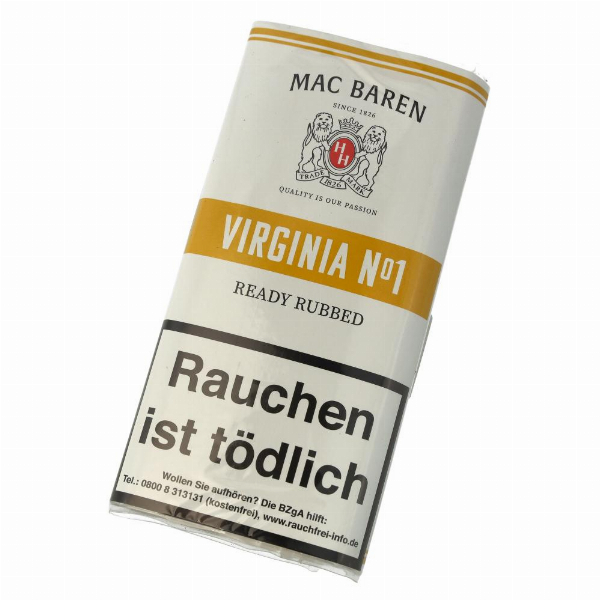 MAC BAREN
SINCE 1826
H H
TRADE MARK
1826
QUALITY IS OUR PASSION
VIRGINIA Nº1
READY RUBBED
Rauchen
ist tödlich
Wollen Sie aufhören? Die BZgA hilft:
Tel.: 0800 8 313131 (kostenfrei), www.rauchfrei-info.de